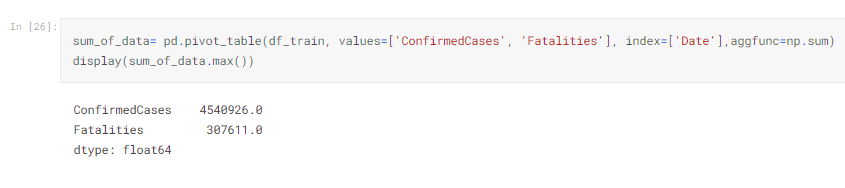 In [26]:
sum_of_data= pd.pivot_table(df_train, values=['ConfirmedCases', 'Fatalities'], index=['Date'],aggfunc=np.sum)
display(sum_of_data.max())
ConfirmedCases    4540926.0
Fatalities         307611.0
dtype: float64